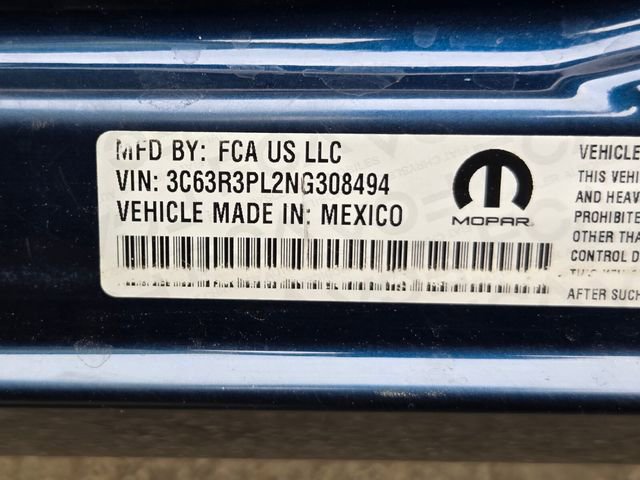 MFD BY: FCA US LLC
VIN: 3C63R3PL2NG308494
VEHICLE MADE IN: MEXICO
MOPAR
VEHICLE
THIS VEHI
AND HEAV
PROHIBITE
OTHER THA
CONTROL D
AFTER SUCH